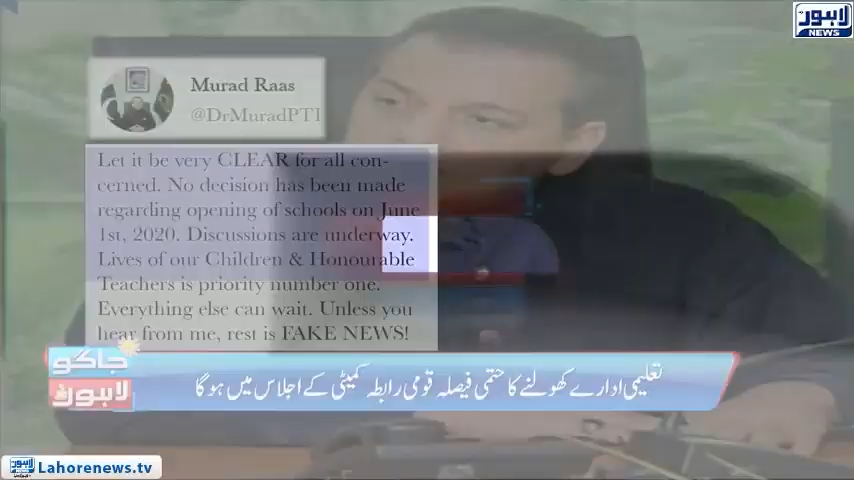 لاہور
NEWS
Murad Raas
@DrMuradPTI
Let it be very CLEAR for all con-
cerned. No decision has been made
regarding opening of schools on June
1st, 2020. Discussions are underway.
Lives of our Children & Honourable
Teachers is priority number one.
Everything else can wait. Unless you
hear from me, rest is FAKE NEWS!
جاگو
لاہور
تعلیمی ادارے کھولنے کا حتمی فیصلہ قومی رابطہ کمیٹی کے اجلاس میں ہوگا
لاہور
Lahorenews.tv